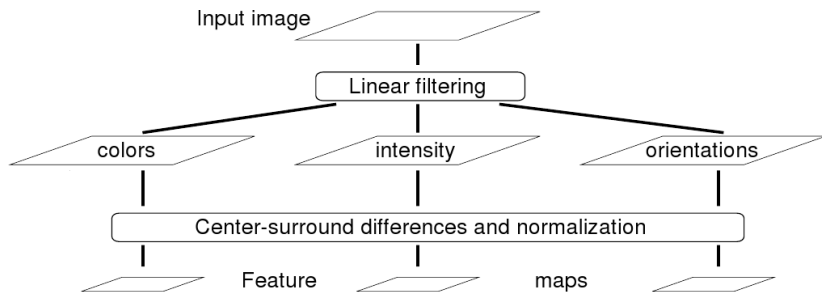 Input image
Linear filtering
colors
intensity
orientations
Center-surround differences and normalization
Feature maps